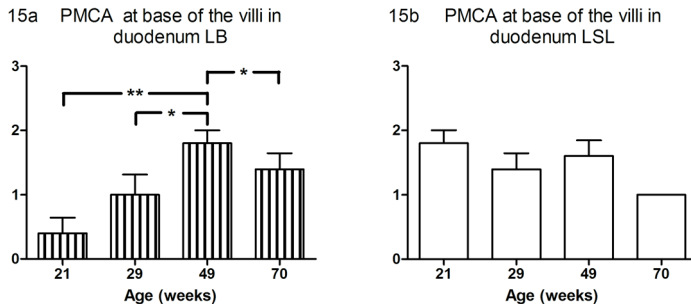 15a PMCA at base of the villi in
duodenum LB
3
2
1
0
**
*
*
21 29 49 70
Age (weeks)
15b PMCA at base of the villi in
duodenum LSL
3
2
1
0
21 29 49 70
Age (weeks)